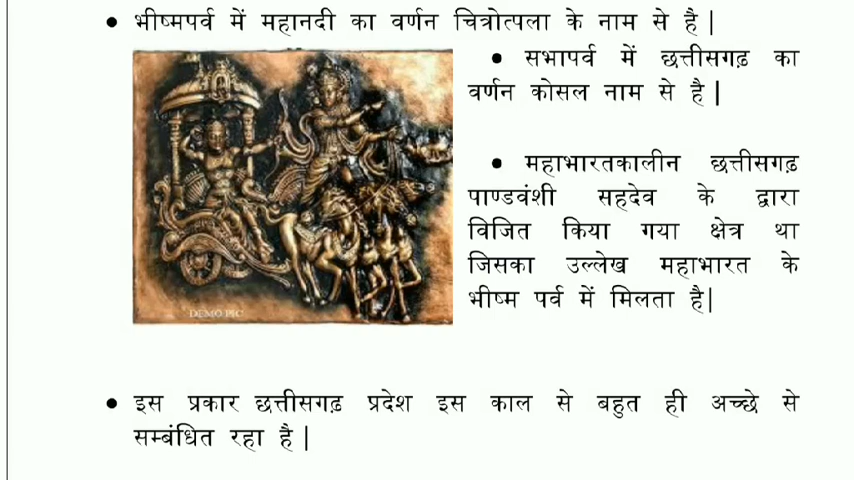 • भीष्मपर्व में महानदी का वर्णन चित्रोत्पला के नाम से है |
• सभापर्व में छत्तीसगढ़ का
वर्णन कोसल नाम से है |
• महाभारतकालीन छत्तीसगढ़
पाण्डवंशी सहदेव के द्वारा
विजित किया गया क्षेत्र था
जिसका उल्लेख महाभारत के
भीष्म पर्व में मिलता है|
DEMO PIC
• इस प्रकार छत्तीसगढ़ प्रदेश इस काल से बहुत ही अच्छे से
सम्बंधित रहा है |